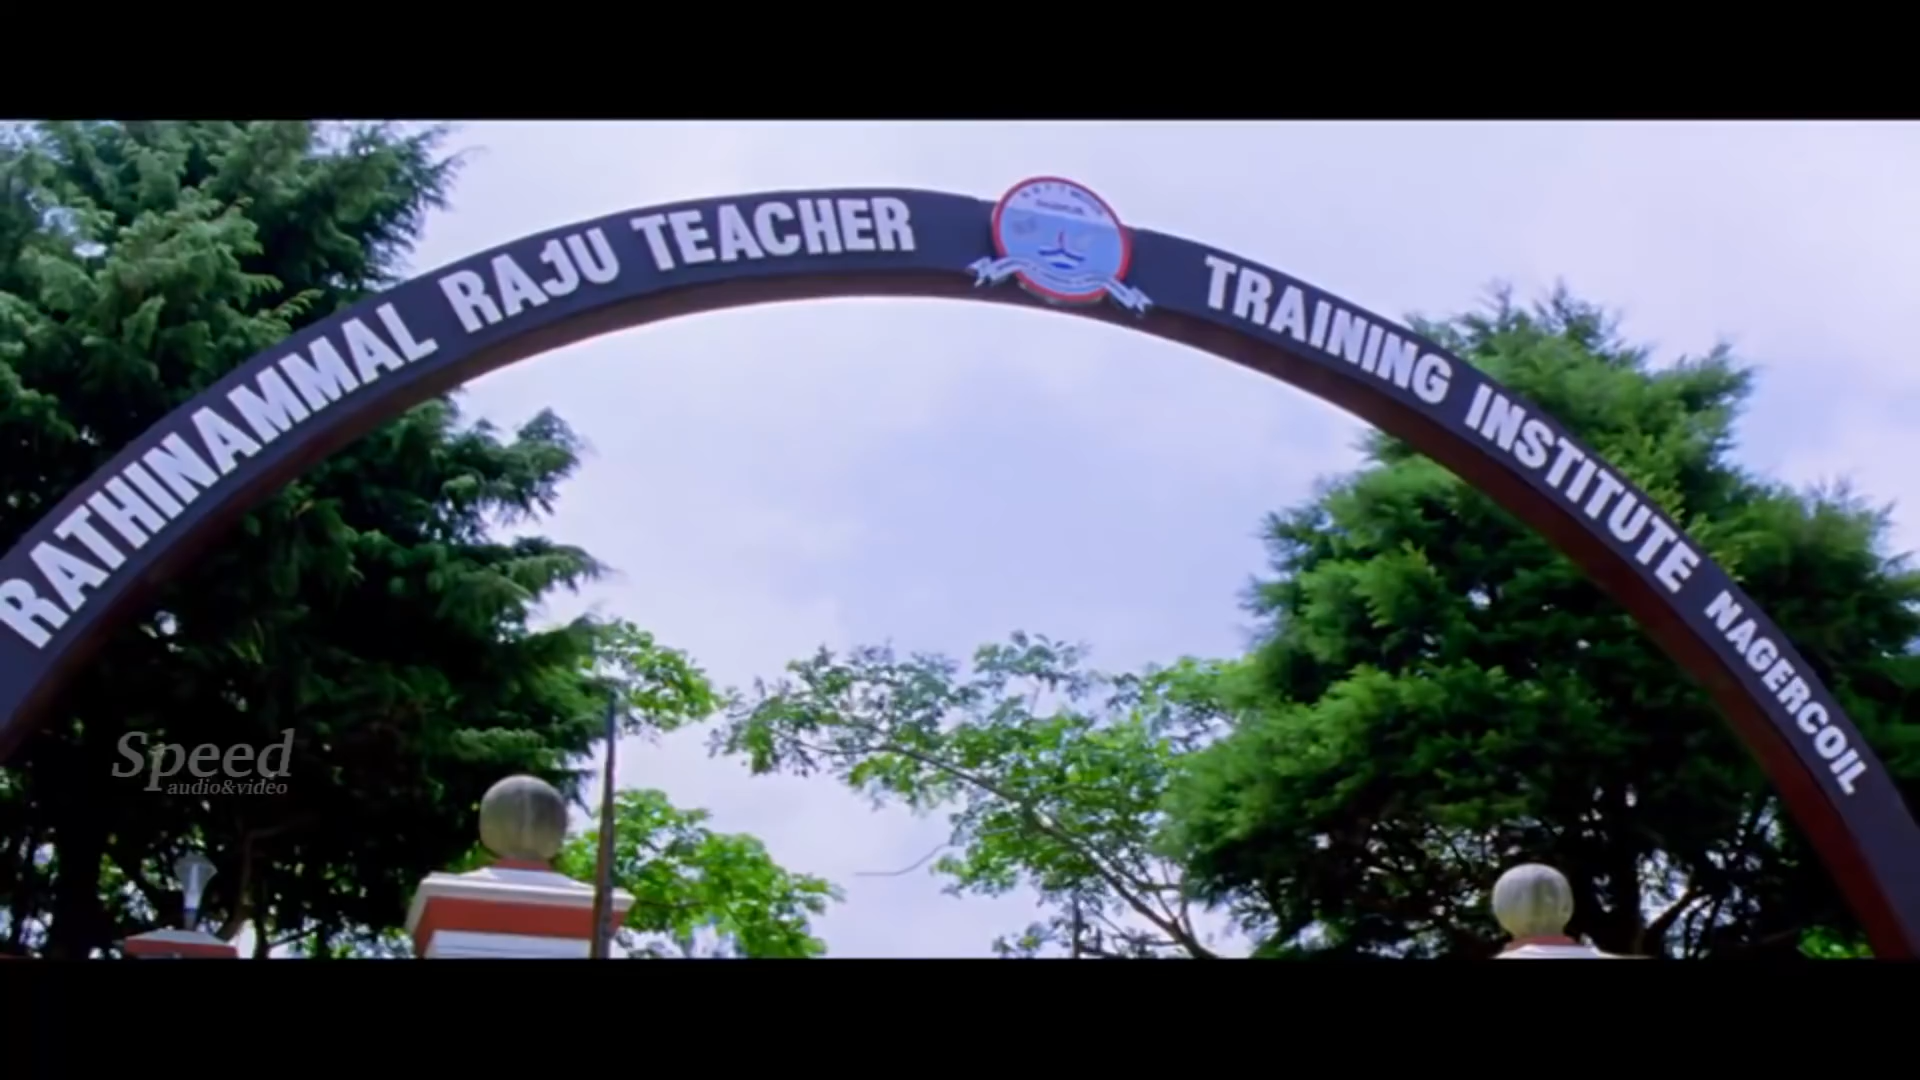 RATHINAMMAL RAJU TEACHER TRAINING INSTITUTE NAGERCOIL
Speed
audio&video